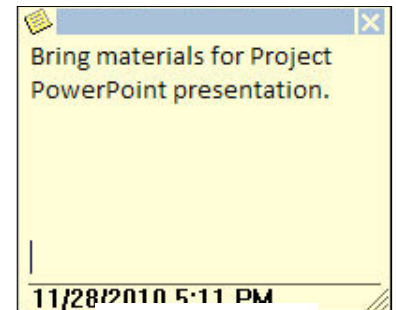 Bring materials for Project
PowerPoint presentation.
11/28/2010 5:11 PM